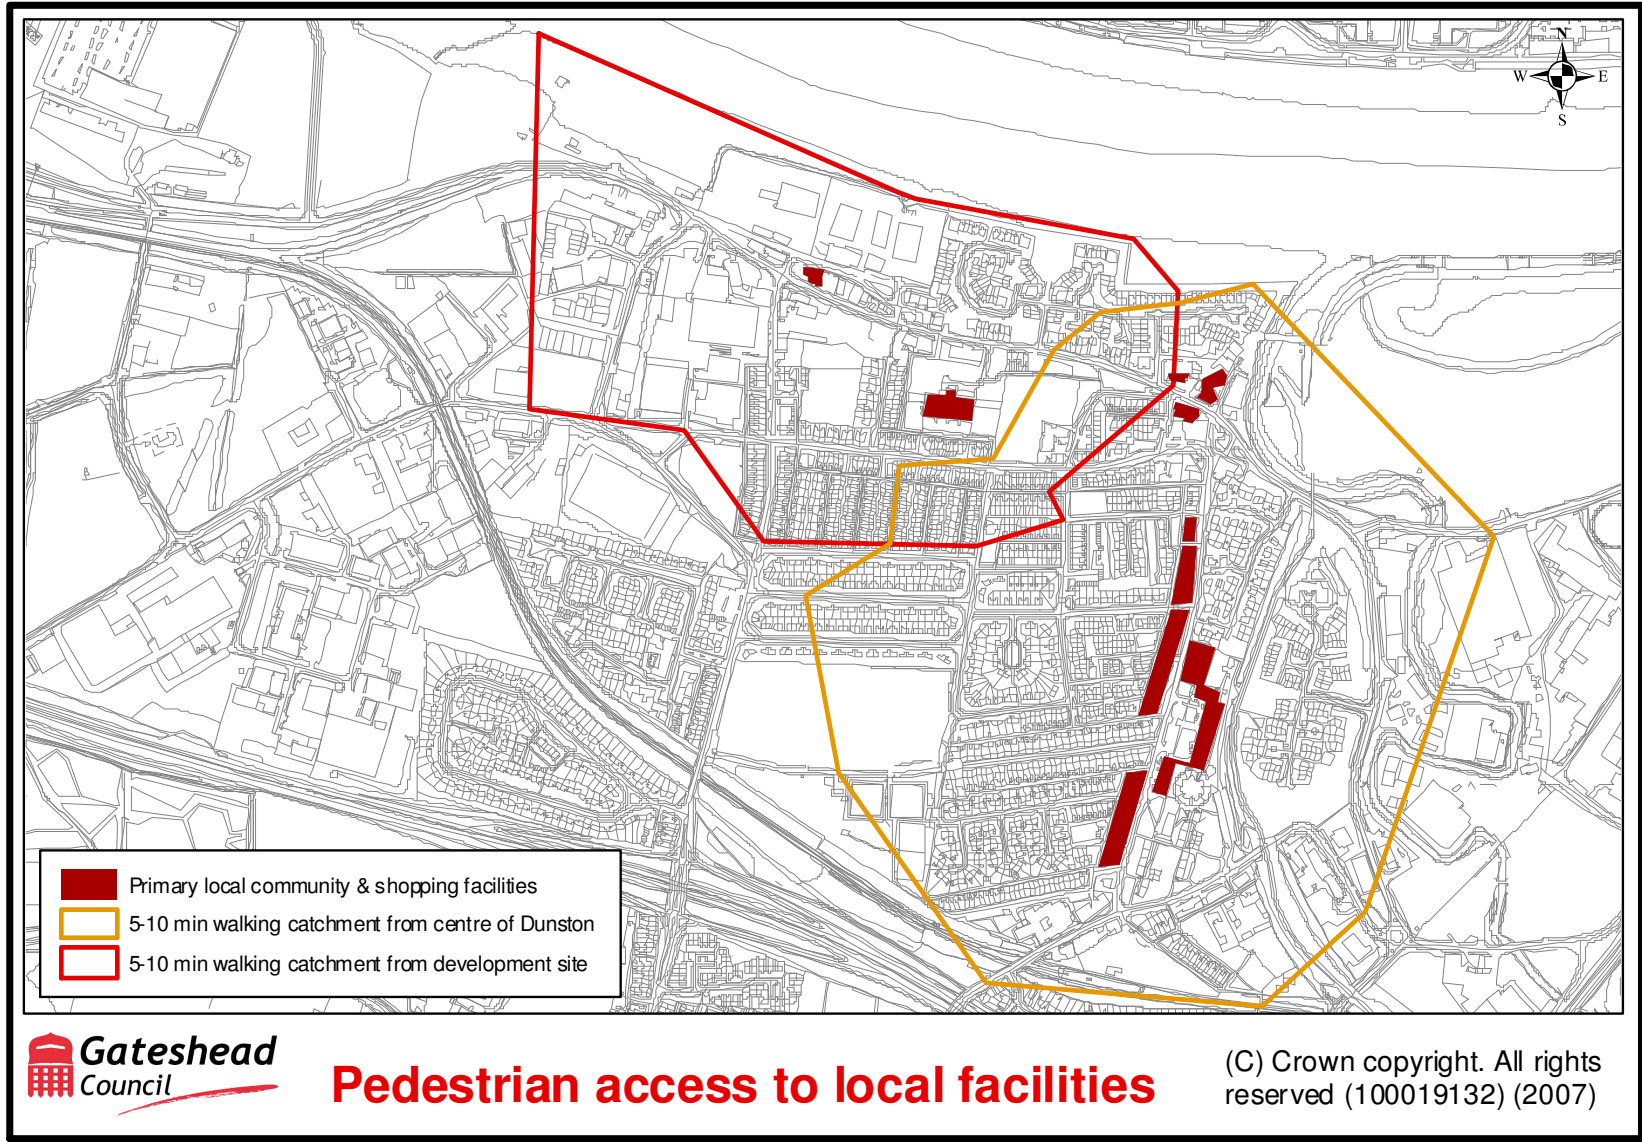 N
W E
S
Primary local community & shopping facilities
5-10 min walking catchment from centre of Dunston
5-10 min walking catchment from development site
Gateshead
Council
Pedestrian access to local facilities
(C) Crown copyright. All rights
reserved (100019132) (2007)